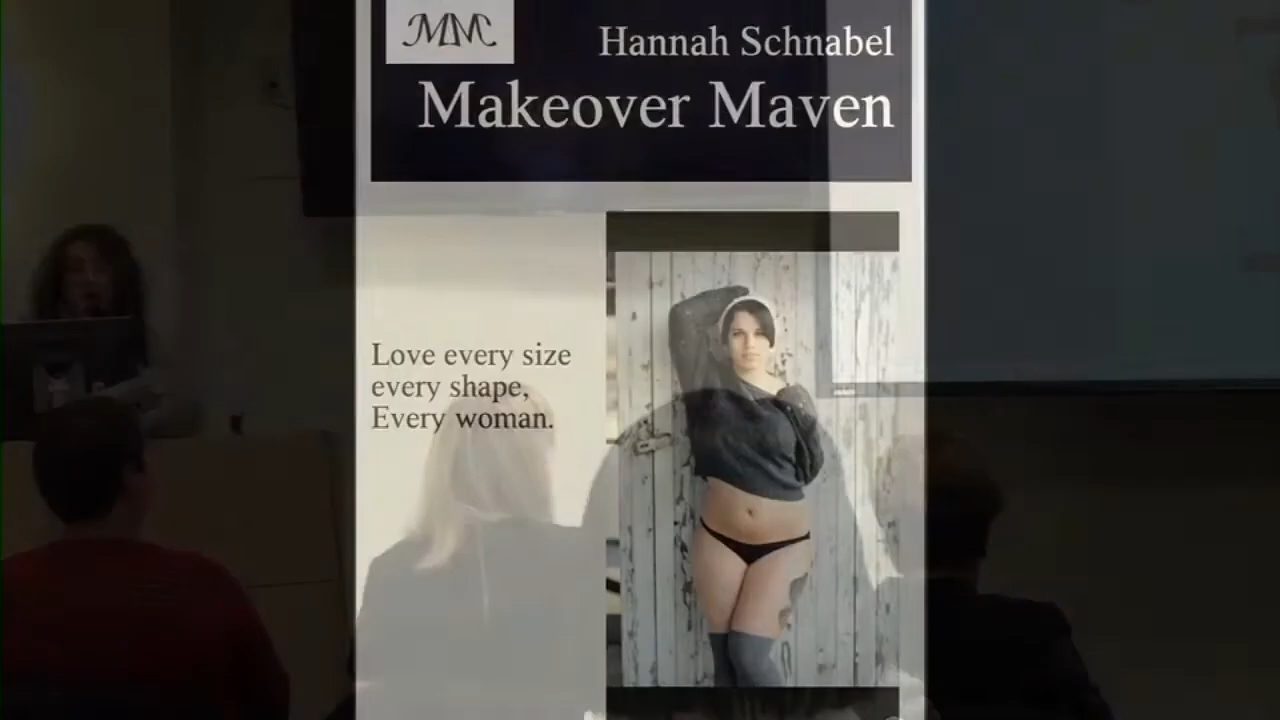 MMC
Hannah Schnabel
Makeover Maven
Love every size
every shape,
Every woman.